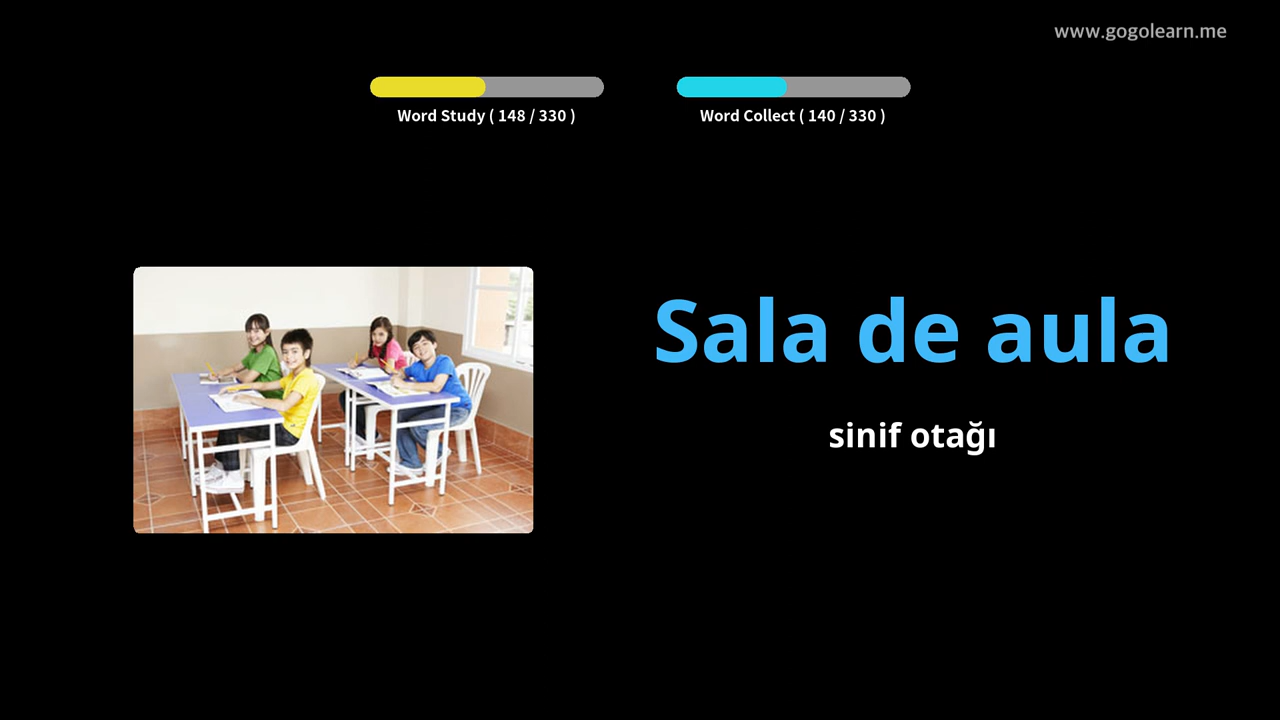 www.gogolearn.me
Word Study ( 148 / 330 )
Word Collect ( 140 / 330 )
Sala de aula
sinif otağı